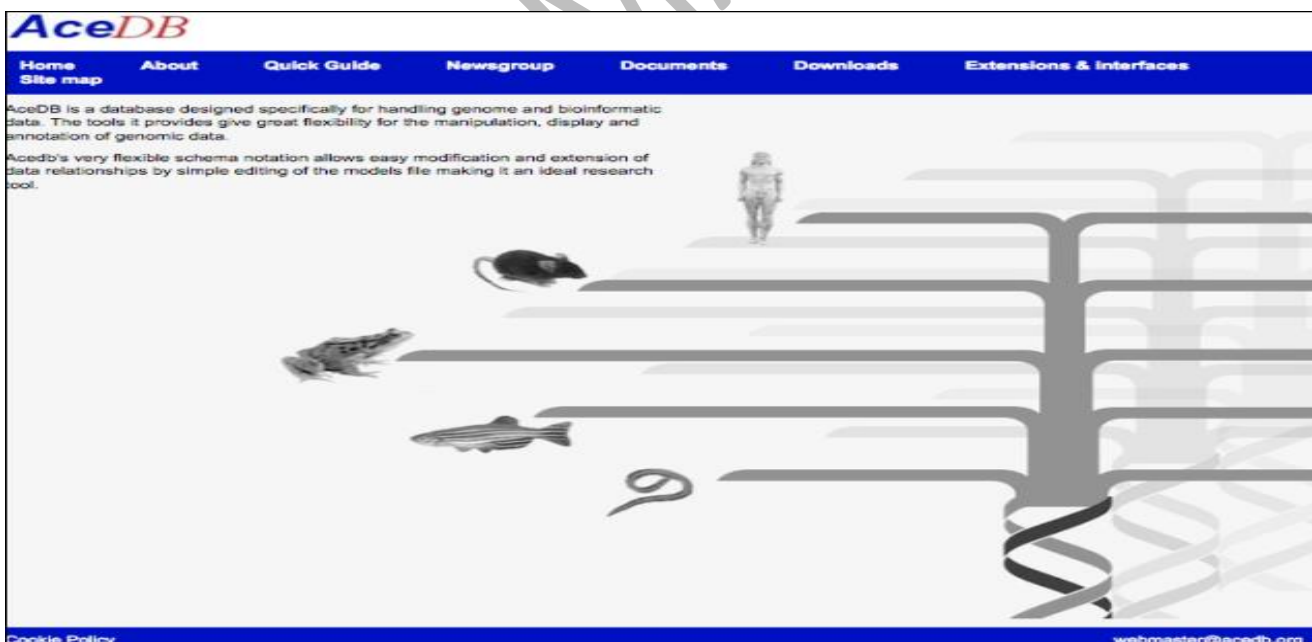 AceDB
Home About Quick Guide Newsgroup Documents Downloads Extensions & Interfaces
Site map
AceDB is a database designed specifically for handling genome and bioinformatic
data. The tools it provides give great flexibility for the manipulation, display and
annotation of genomic data.
Acedb's very flexible schema notation allows easy modification and extension of
data relationships by simple editing of the models file making it an ideal research
tool.
Cookie Policy webmaster@acedb.org